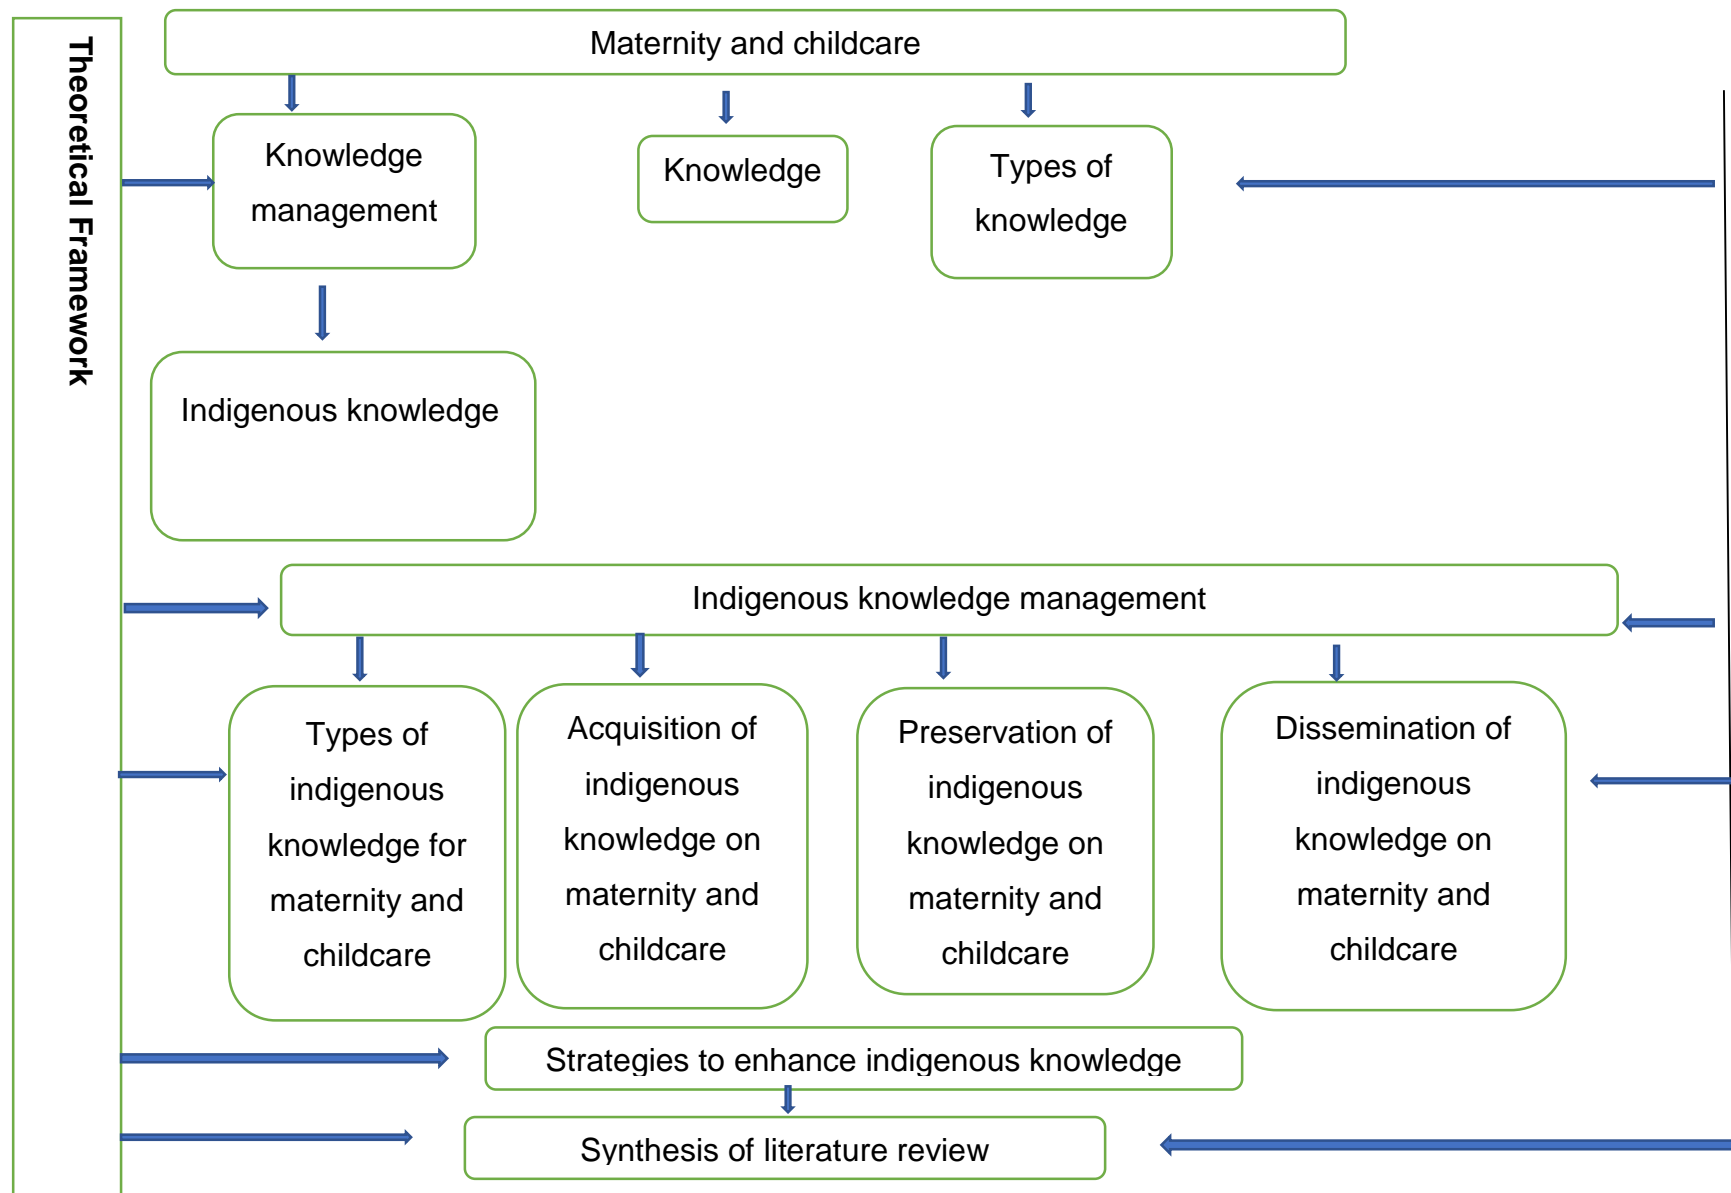 Theoretical Framework
Maternity and childcare
Knowledge
management
Knowledge
Types of
knowledge
Indigenous knowledge
Indigenous knowledge management
Types of
indigenous
knowledge for
maternity and
childcare
Acquisition of
indigenous
knowledge on
maternity and
childcare
Preservation of
indigenous
knowledge on
maternity and
childcare
Dissemination of
indigenous
knowledge on
maternity and
childcare
Strategies to enhance indigenous knowledge
Synthesis of literature review